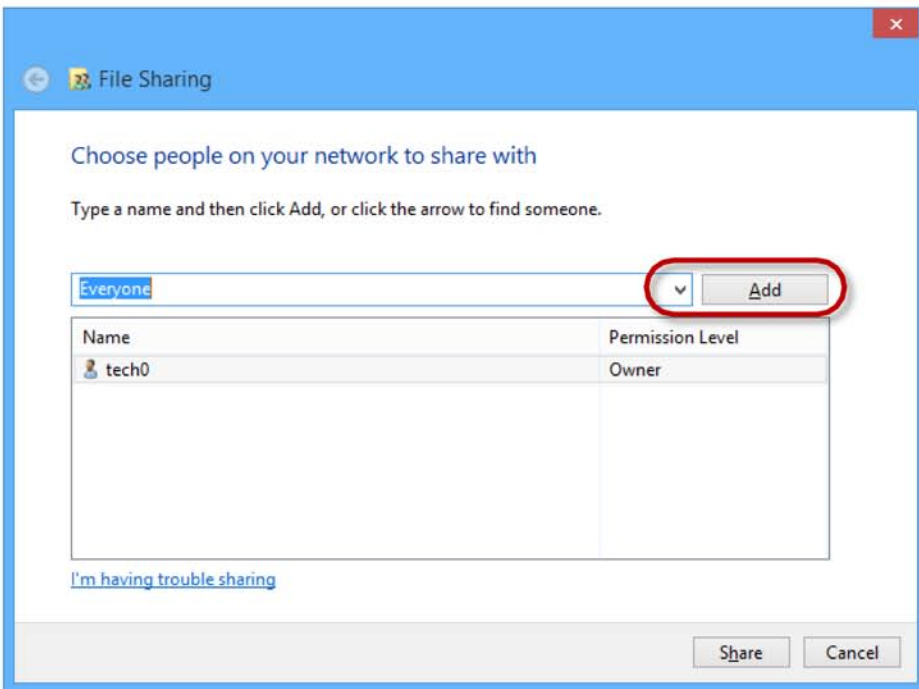 File Sharing
Choose people on your network to share with
Type a name and then click Add, or click the arrow to find someone.
Everyone Add
Name Permission Level
tech0 Owner
I'm having trouble sharing
Share Cancel